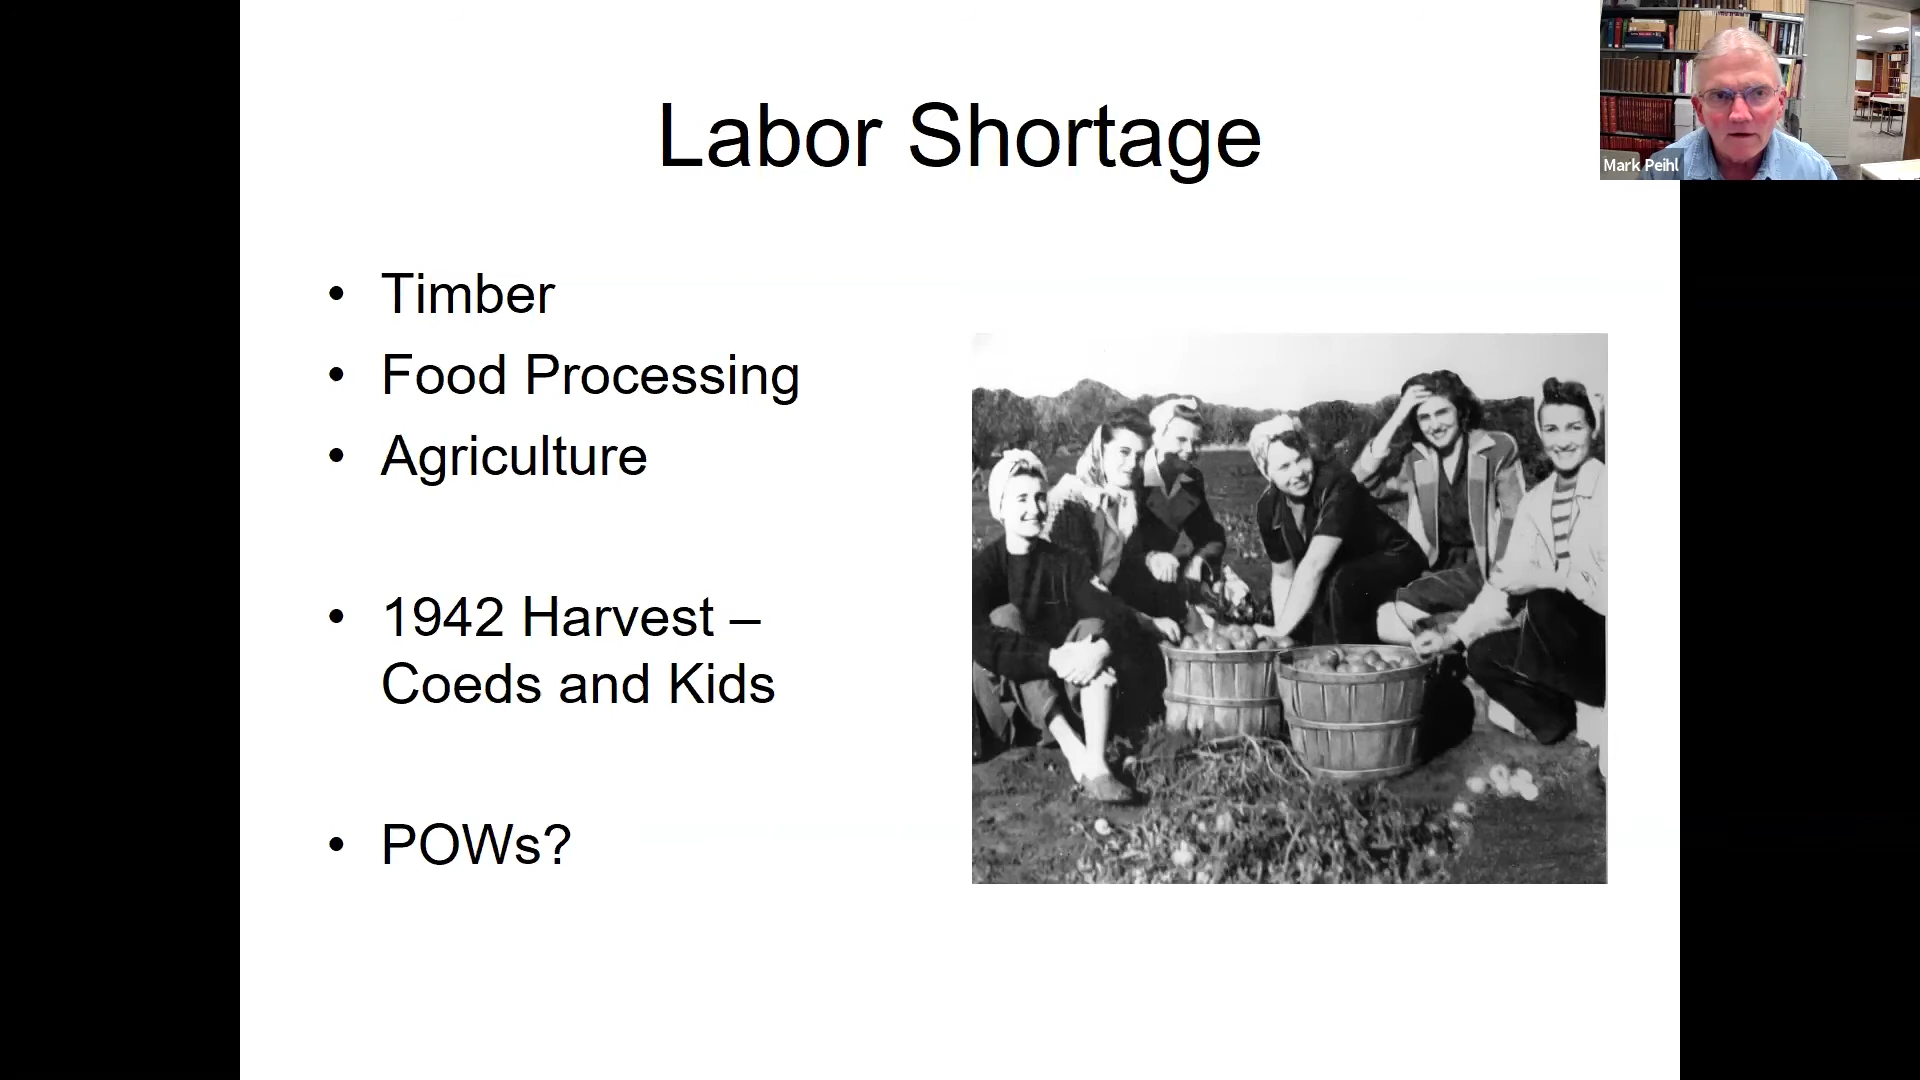 Labor Shortage
Mark Peihl
• Timber
• Food Processing
• Agriculture
• 1942 Harvest –
Coeds and Kids
• POWs?